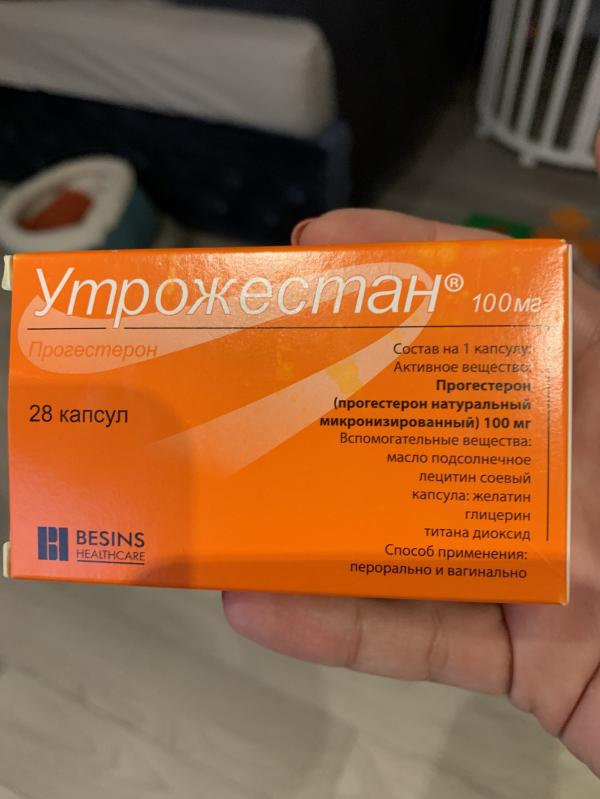 Утрожестан® 100мг
Прогестерон
28 капсул
Состав на 1 капсулу:
Активное вещество:
Прогестерон
(прогестерон натуральный
микронизированный) 100 мг
Вспомогательные вещества:
масло подсолнечное
лецитин соевый
капсула: желатин
глицерин
титана диоксид
Способ применения:
перорально и вагинально
BESINS
HEALTHCARE